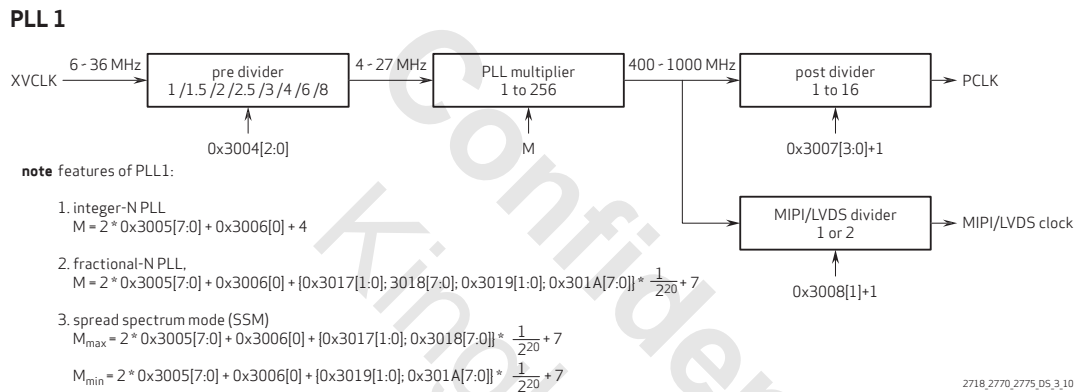 PLL 1
6 - 36 MHz
4 - 27 MHz
400 - 1000 MHz
XVCLK
pre divider
1 /1.5 /2 /2.5 /3 /4 /6 /8
PLL multiplier
1 to 256
post divider
1 to 16
PCLK
0x3004[2:0]
M
0x3007[3:0]+1
MIPI/LVDS divider
1 or 2
MIPI/LVDS clock
0x3008[1]+1
note features of PLL1:
1. integer-N PLL
M = 2 * 0x3005[7:0] + 0x3006[0] + 4
2. fractional-N PLL,
M = 2 * 0x3005[7:0] + 0x3006[0] + {0x3017[1:0]; 3018[7:0]; 0x3019[1:0]; 0x301A[7:0]} * 1/2^20 + 7
3. spread spectrum mode (SSM)
Mmax = 2 * 0x3005[7:0] + 0x3006[0] + {0x3017[1:0]; 0x3018[7:0]} * 1/2^20 + 7
Mmin = 2 * 0x3005[7:0] + 0x3006[0] + {0x3019[1:0]; 0x301A[7:0]} * 1/2^20 + 7
2718_2770_2775_DS_3_10